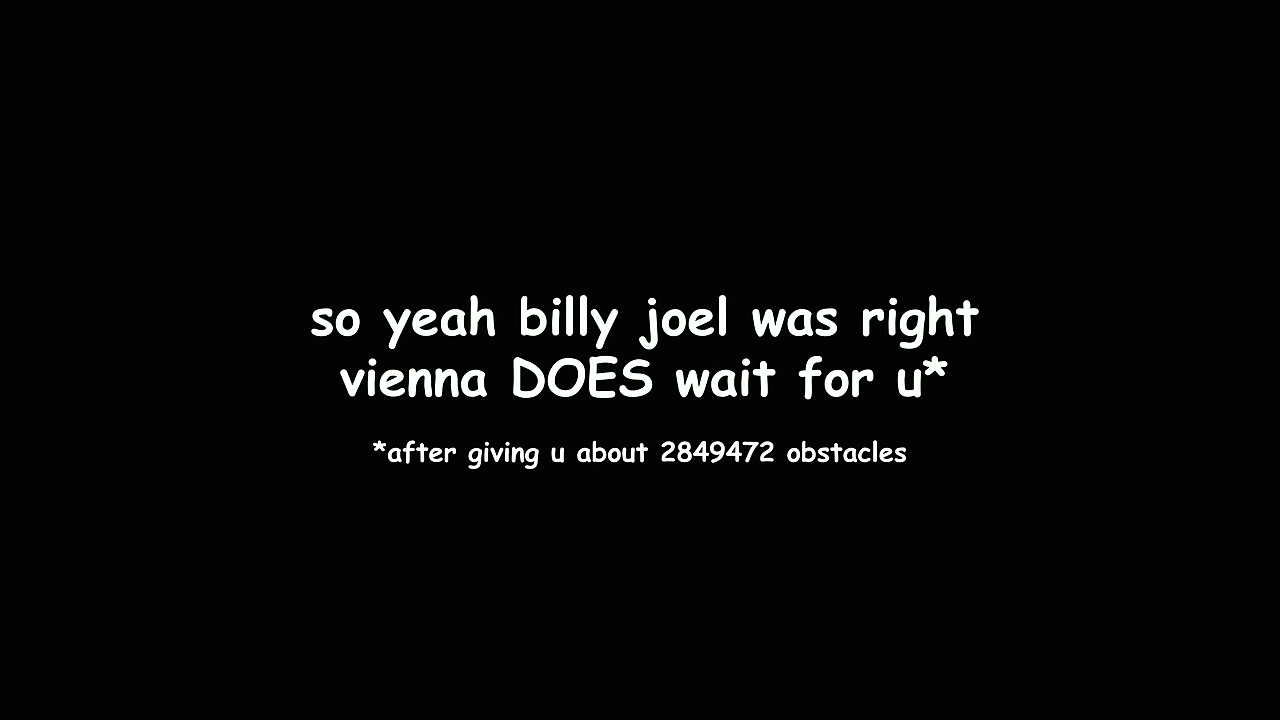 so yeah billy joel was right
vienna DOES wait for u*
*after giving u about 2849472 obstacles